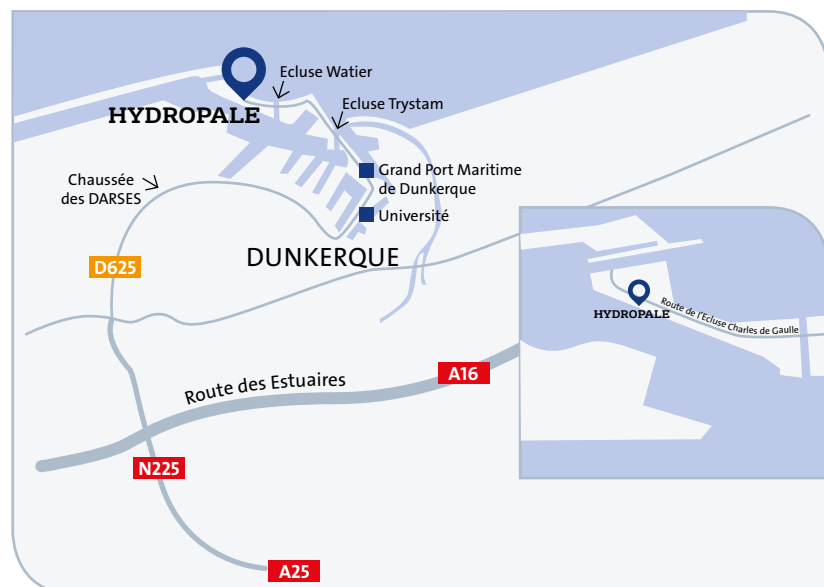 Ecluse Watier
Ecluse Trystam
HYDROPALE
Grand Port Maritime
de Dunkerque
Chaussée
des DARSES
Université
DUNKERQUE
D625
Route de l'Ecluse Charles de Gaulle
HYDROPALE
A16
Route des Estuaires
N225
A25